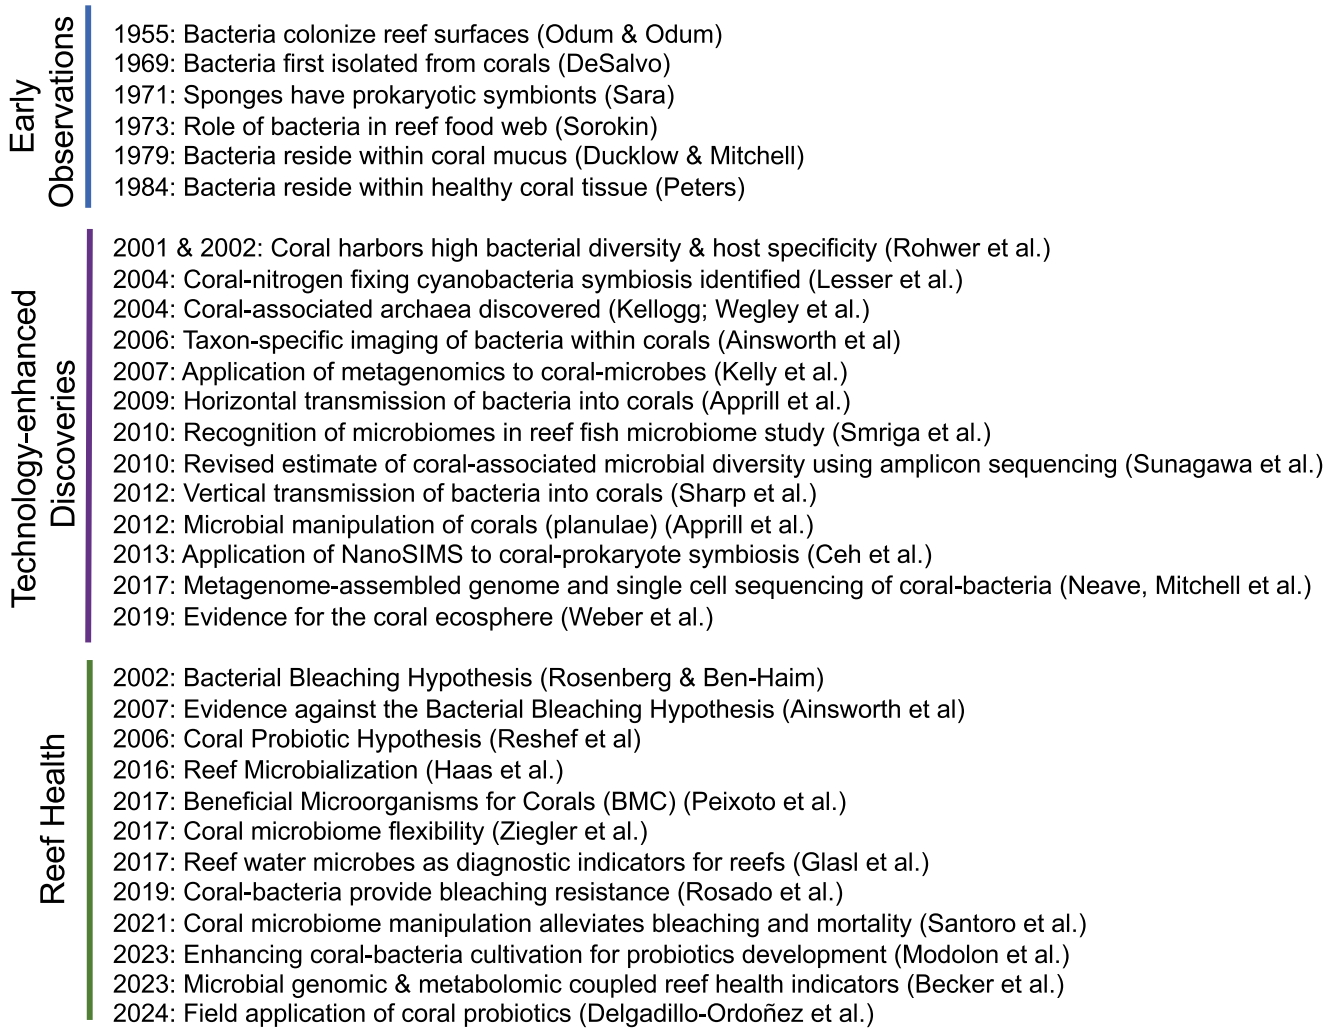 Early
Observations
1955: Bacteria colonize reef surfaces (Odum & Odum)
1969: Bacteria first isolated from corals (DeSalvo)
1971: Sponges have prokaryotic symbionts (Sara)
1973: Role of bacteria in reef food web (Sorokin)
1979: Bacteria reside within coral mucus (Ducklow & Mitchell)
1984: Bacteria reside within healthy coral tissue (Peters)
Technology-enhanced
Discoveries
2001 & 2002: Coral harbors high bacterial diversity & host specificity (Rohwer et al.)
2004: Coral-nitrogen fixing cyanobacteria symbiosis identified (Lesser et al.)
2004: Coral-associated archaea discovered (Kellogg; Wegley et al.)
2006: Taxon-specific imaging of bacteria within corals (Ainsworth et al)
2007: Application of metagenomics to coral-microbes (Kelly et al.)
2009: Horizontal transmission of bacteria into corals (Apprill et al.)
2010: Recognition of microbiomes in reef fish microbiome study (Smriga et al.)
2010: Revised estimate of coral-associated microbial diversity using amplicon sequencing (Sunagawa et al.)
2012: Vertical transmission of bacteria into corals (Sharp et al.)
2012: Microbial manipulation of corals (planulae) (Apprill et al.)
2013: Application of NanoSIMS to coral-prokaryote symbiosis (Ceh et al.)
2017: Metagenome-assembled genome and single cell sequencing of coral-bacteria (Neave, Mitchell et al.)
2019: Evidence for the coral ecosphere (Weber et al.)
Reef Health
2002: Bacterial Bleaching Hypothesis (Rosenberg & Ben-Haim)
2007: Evidence against the Bacterial Bleaching Hypothesis (Ainsworth et al)
2006: Coral Probiotic Hypothesis (Reshef et al)
2016: Reef Microbialization (Haas et al.)
2017: Beneficial Microorganisms for Corals (BMC) (Peixoto et al.)
2017: Coral microbiome flexibility (Ziegler et al.)
2017: Reef water microbes as diagnostic indicators for reefs (Glasl et al.)
2019: Coral-bacteria provide bleaching resistance (Rosado et al.)
2021: Coral microbiome manipulation alleviates bleaching and mortality (Santoro et al.)
2023: Enhancing coral-bacteria cultivation for probiotics development (Modolon et al.)
2023: Microbial genomic & metabolomic coupled reef health indicators (Becker et al.)
2024: Field application of coral probiotics (Delgadillo-Ordoñez et al.)